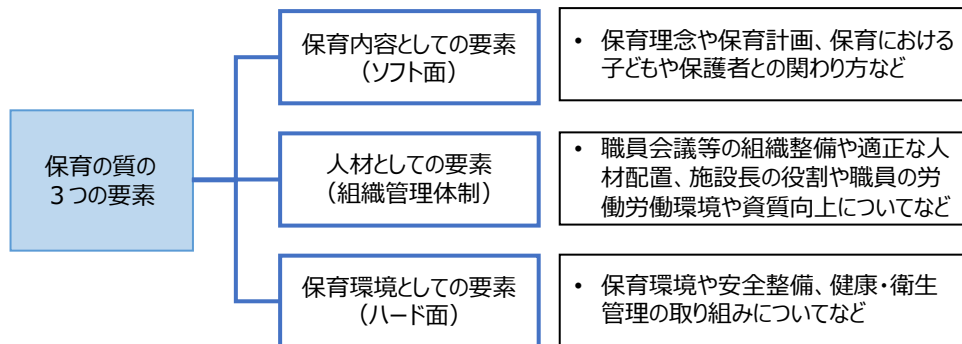 保育の質の
３つの要素
保育内容としての要素
（ソフト面）
• 保育理念や保育計画、保育における
子どもや保護者との関わり方など
人材としての要素
（組織管理体制）
• 職員会議等の組織整備や適正な人
材配置、施設長の役割や職員の労
働労働環境や資質向上についてなど
保育環境としての要素
（ハード面）
• 保育環境や安全整備、健康・衛生
管理の取り組みについてなど